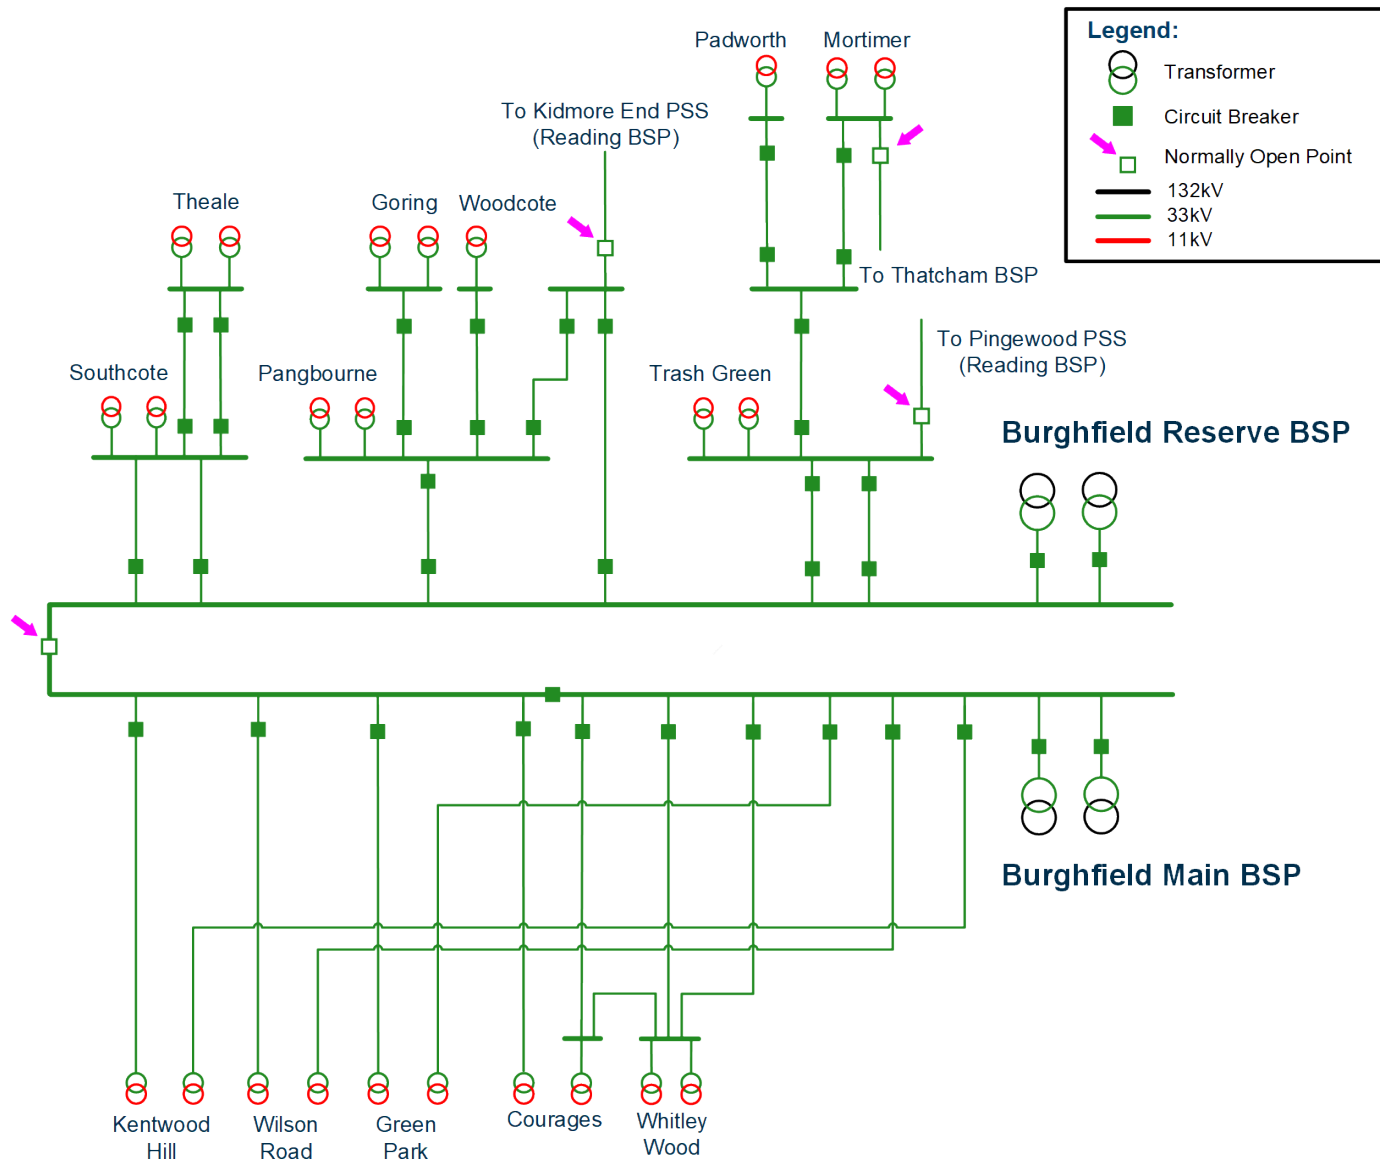 Padworth
Mortimer
Legend:
Transformer
Circuit Breaker
Normally Open Point
132kV
33kV
11kV
To Kidmore End PSS
(Reading BSP)
Theale
Goring
Woodcote
To Thatcham BSP
To Pingewood PSS
(Reading BSP)
Southcote
Pangbourne
Trash Green
Burghfield Reserve BSP
Burghfield Main BSP
Kentwood
Hill
Wilson
Road
Green
Park
Courages
Whitley
Wood